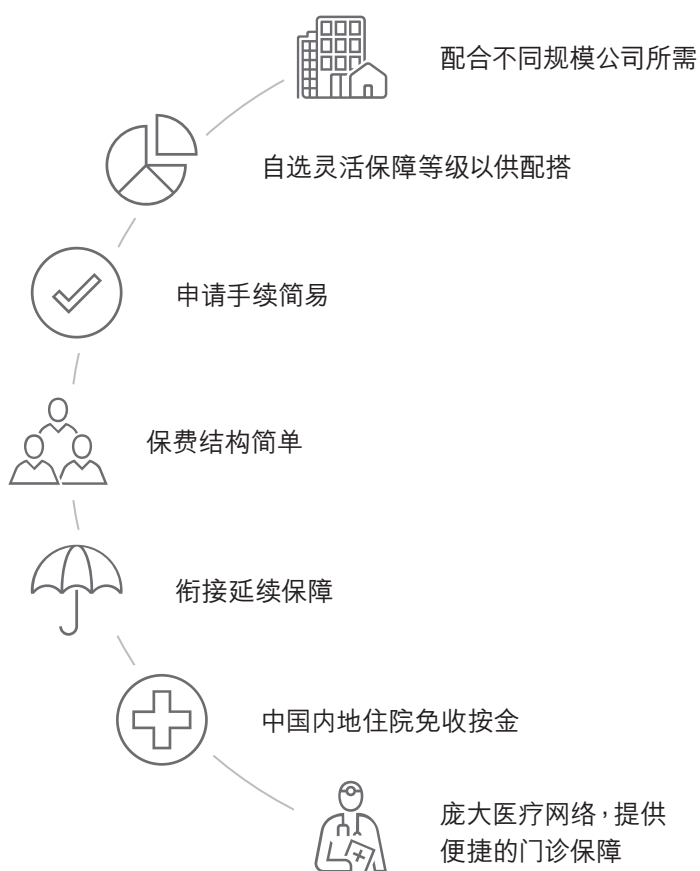 配合不同规模公司所需
自选灵活保障等级以供配搭
申请手续简易
保费结构简单
衔接延续保障
中国内地住院免收按金
庞大医疗网络，提供
便捷的门诊保障